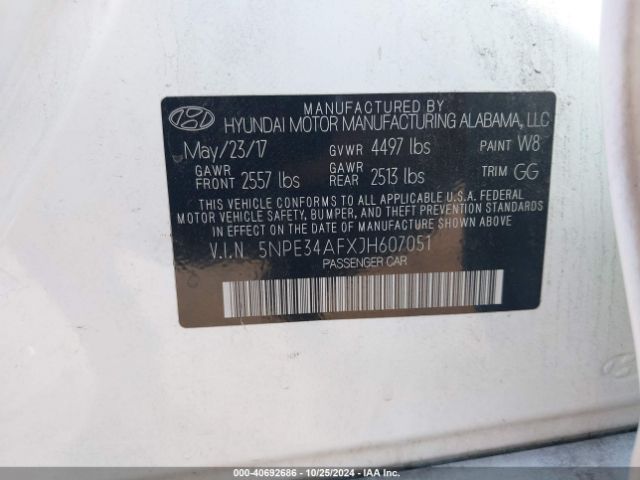 MANUFACTURED BY
HYUNDAI MOTOR MANUFACTURING ALABAMA, LLC
May/23/17 GVWR 4497 lbs PAINT W8
GAWR FRONT 2557 lbs GAWR REAR 2513 lbs TRIM GG
THIS VEHICLE CONFORMS TO ALL APPLICABLE U.S.A. FEDERAL
MOTOR VEHICLE SAFETY, BUMPER, AND THEFT PREVENTION
STANDARDS IN EFFECT ON THE DATE OF MANUFACTURE SHOWN ABOVE.
V.I.N. 5NPE34AFXJH607051
PASSENGER CAR
000-40692686 - 10/25/2024 - IAA Inc.